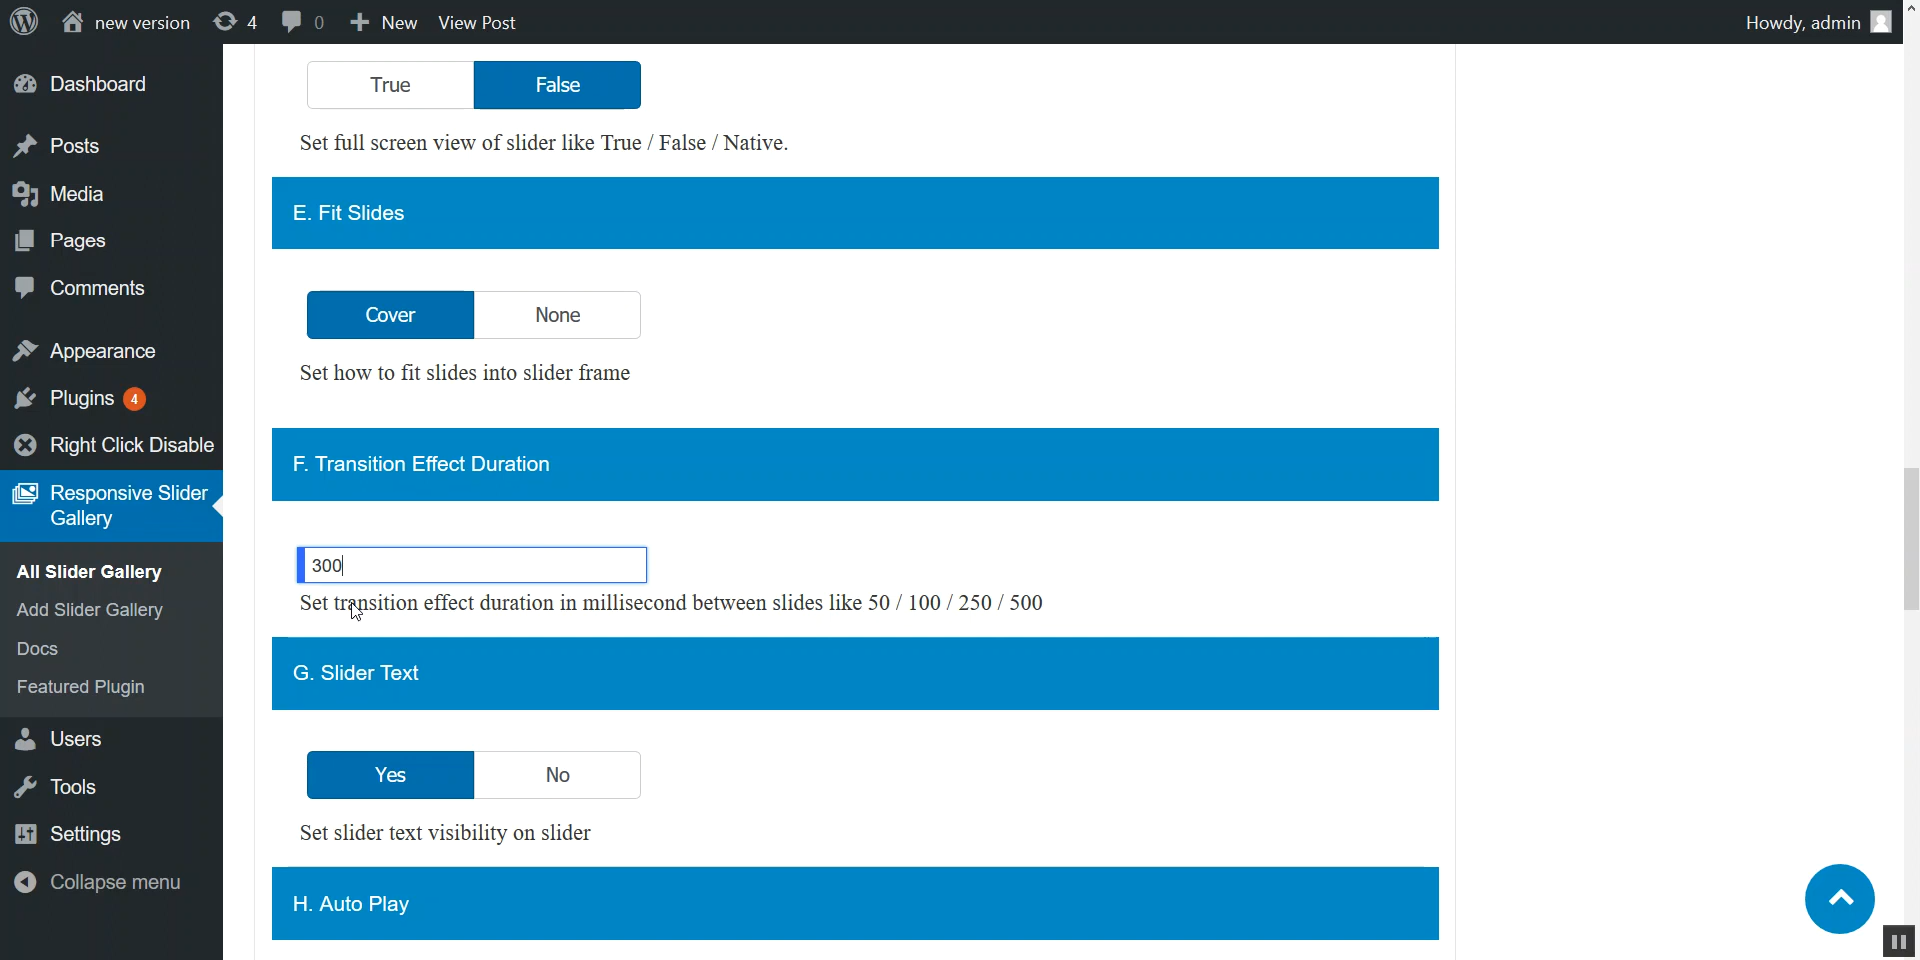 new version 4 0 New View Post Howdy, admin
Dashboard
Posts
Media
Pages
Comments
Appearance
Plugins 4
Right Click Disable
Responsive Slider
Gallery
All Slider Gallery
Add Slider Gallery
Docs
Featured Plugin
Users
Tools
Settings
Collapse menu
True False
Set full screen view of slider like True / False / Native.
E. Fit Slides
Cover None
Set how to fit slides into slider frame
F. Transition Effect Duration
300
Set transition effect duration in millisecond between slides like 50 / 100 / 250 / 500
G. Slider Text
Yes No
Set slider text visibility on slider
H. Auto Play